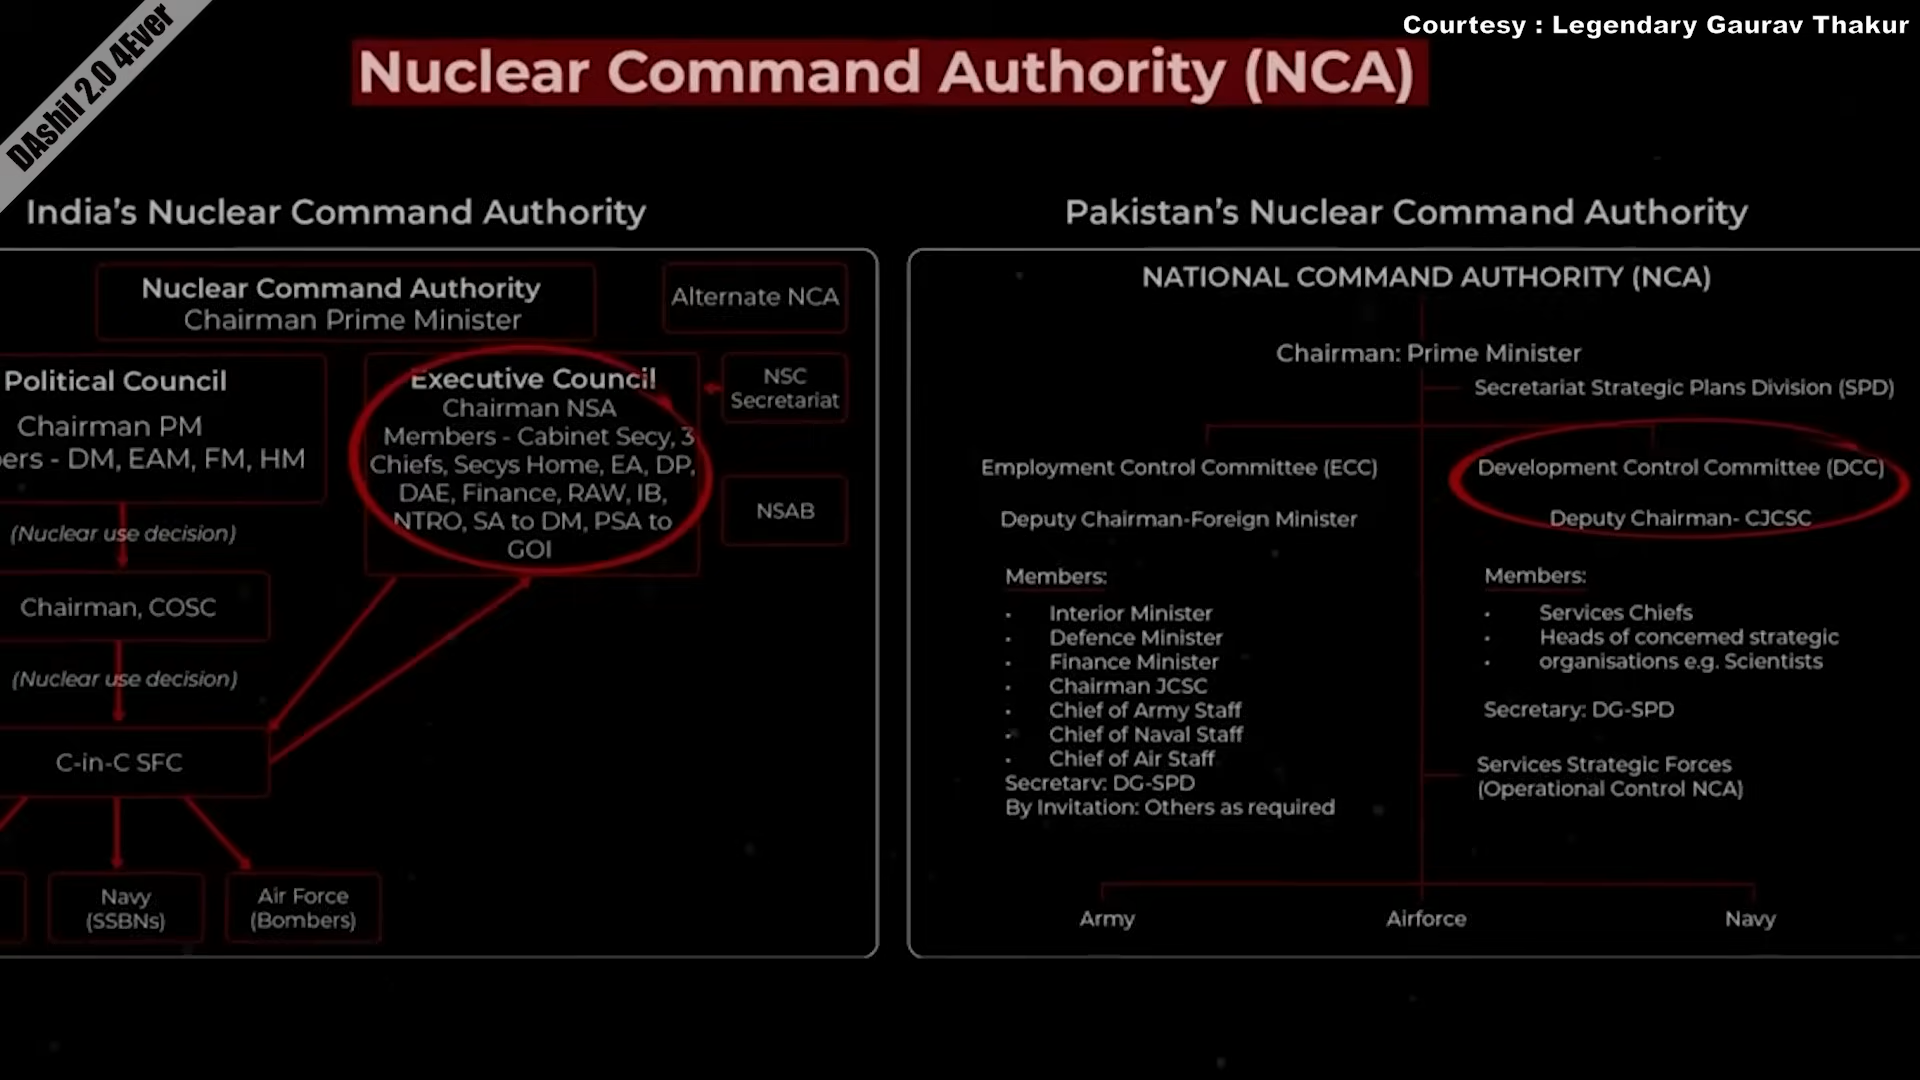 DAshil 2.0 4Ever
Courtesy : Legendary Gaurav Thakur
Nuclear Command Authority (NCA)
India's Nuclear Command Authority
Nuclear Command Authority
Chairman Prime Minister
Alternate NCA
Political Council
Chairman PM
ers - DM, EAM, FM, HM
Executive Council
Chairman NSA
Members - Cabinet Secy, 3
Chiefs, Secys Home, EA, DP,
DAE, Finance, RAW, IB,
NTRO, SA to DM, PSA to
GOI
NSC
Secretariat
NSAB
(Nuclear use decision)
Chairman, COSC
(Nuclear use decision)
C-in-C SFC
Navy
(SSBNs)
Air Force
(Bombers)
Pakistan's Nuclear Command Authority
NATIONAL COMMAND AUTHORITY (NCA)
Chairman: Prime Minister
Secretariat Strategic Plans Division (SPD)
Employment Control Committee (ECC)
Deputy Chairman-Foreign Minister
Members:
• Interior Minister
• Defence Minister
• Finance Minister
• Chairman JCSC
• Chief of Army Staff
• Chief of Naval Staff
• Chief of Air Staff
Secretary: DG-SPD
By Invitation: Others as required
Development Control Committee (DCC)
Deputy Chairman- CJCSC
Members:
• Services Chiefs
• Heads of concemed strategic
• organisations e.g. Scientists
Secretary: DG-SPD
Services Strategic Forces
(Operational Control NCA)
Army
Airforce
Navy